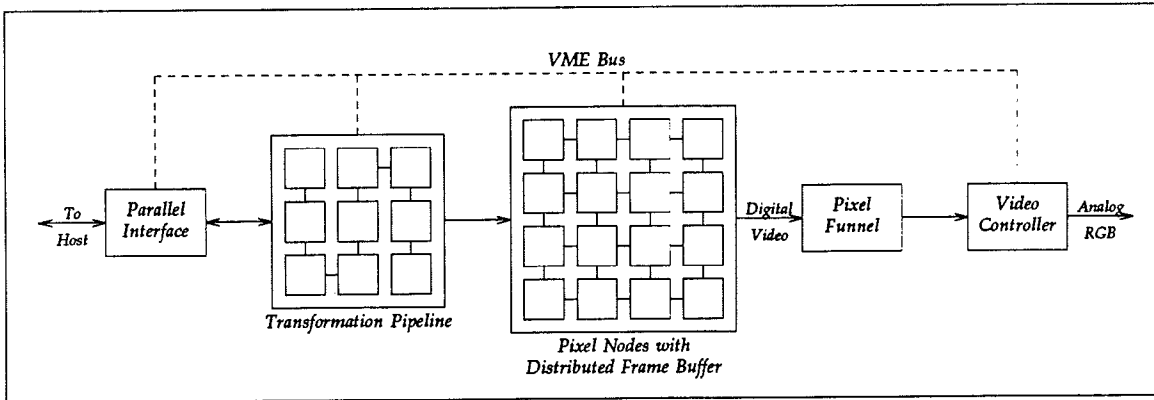 VME Bus
To
Host
Parallel
Interface
Transformation Pipeline
Pixel Nodes with
Distributed Frame Buffer
Digital
Video
Pixel
Funnel
Video
Controller
Analog
RGB